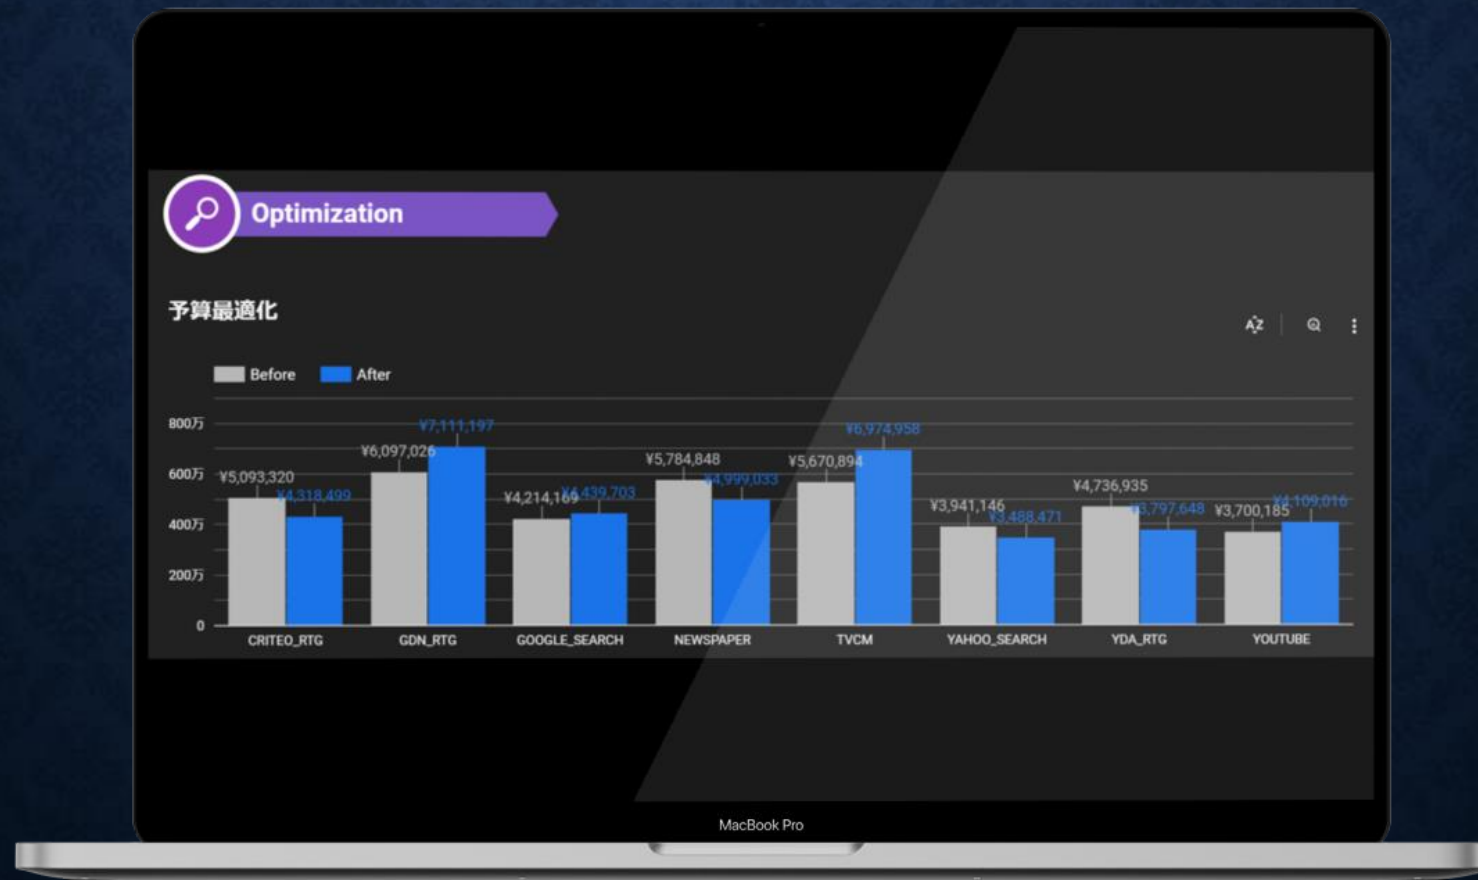 Optimization
予算最適化
Before After
800万
600万
400万
200万
0
¥5,093,320
¥4,318,499
¥6,097,026
¥7,111,197
¥4,214,169
¥4,439,703
¥5,784,848
¥4,999,033
¥5,670,894
¥6,974,958
¥3,941,146
¥3,488,471
¥4,736,935
¥3,797,648
¥3,700,185
¥4,109,016
CRITEO_RTG
GDN_RTG
GOOGLE_SEARCH
NEWSPAPER
TVCM
YAHOO_SEARCH
YDA_RTG
YOUTUBE
AZ
MacBook Pro